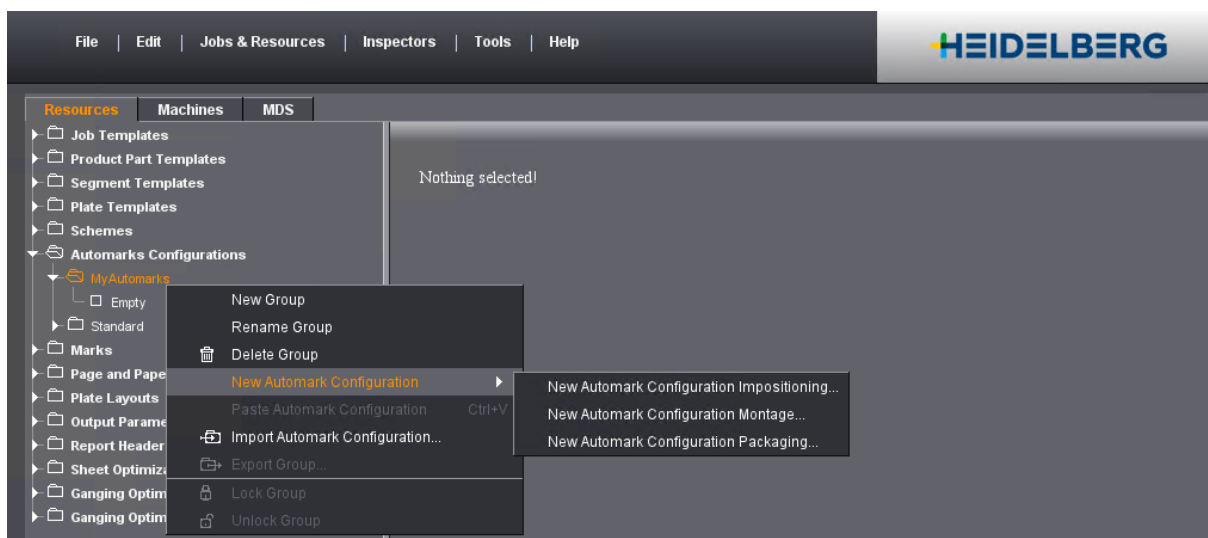 File | Edit | Jobs & Resources | Inspectors | Tools | Help
HEIDELBERG
Resources Machines MDS
Job Templates
Product Part Templates
Segment Templates
Nothing selected!
Plate Templates
Schemes
Automarks Configurations
MyAutomarks
Empty
New Group
Standard
Rename Group
Marks
Delete Group
Page and Pape
New Automark Configuration
New Automark Configuration Impositioning...
Plate Layouts
Paste Automark Configuration Ctrl+V
New Automark Configuration Montage...
Output Parame
Import Automark Configuration...
New Automark Configuration Packaging...
Report Header
Sheet Optimiz
Export Group...
Ganging Optim
Lock Group
Ganging Optim
Unlock Group